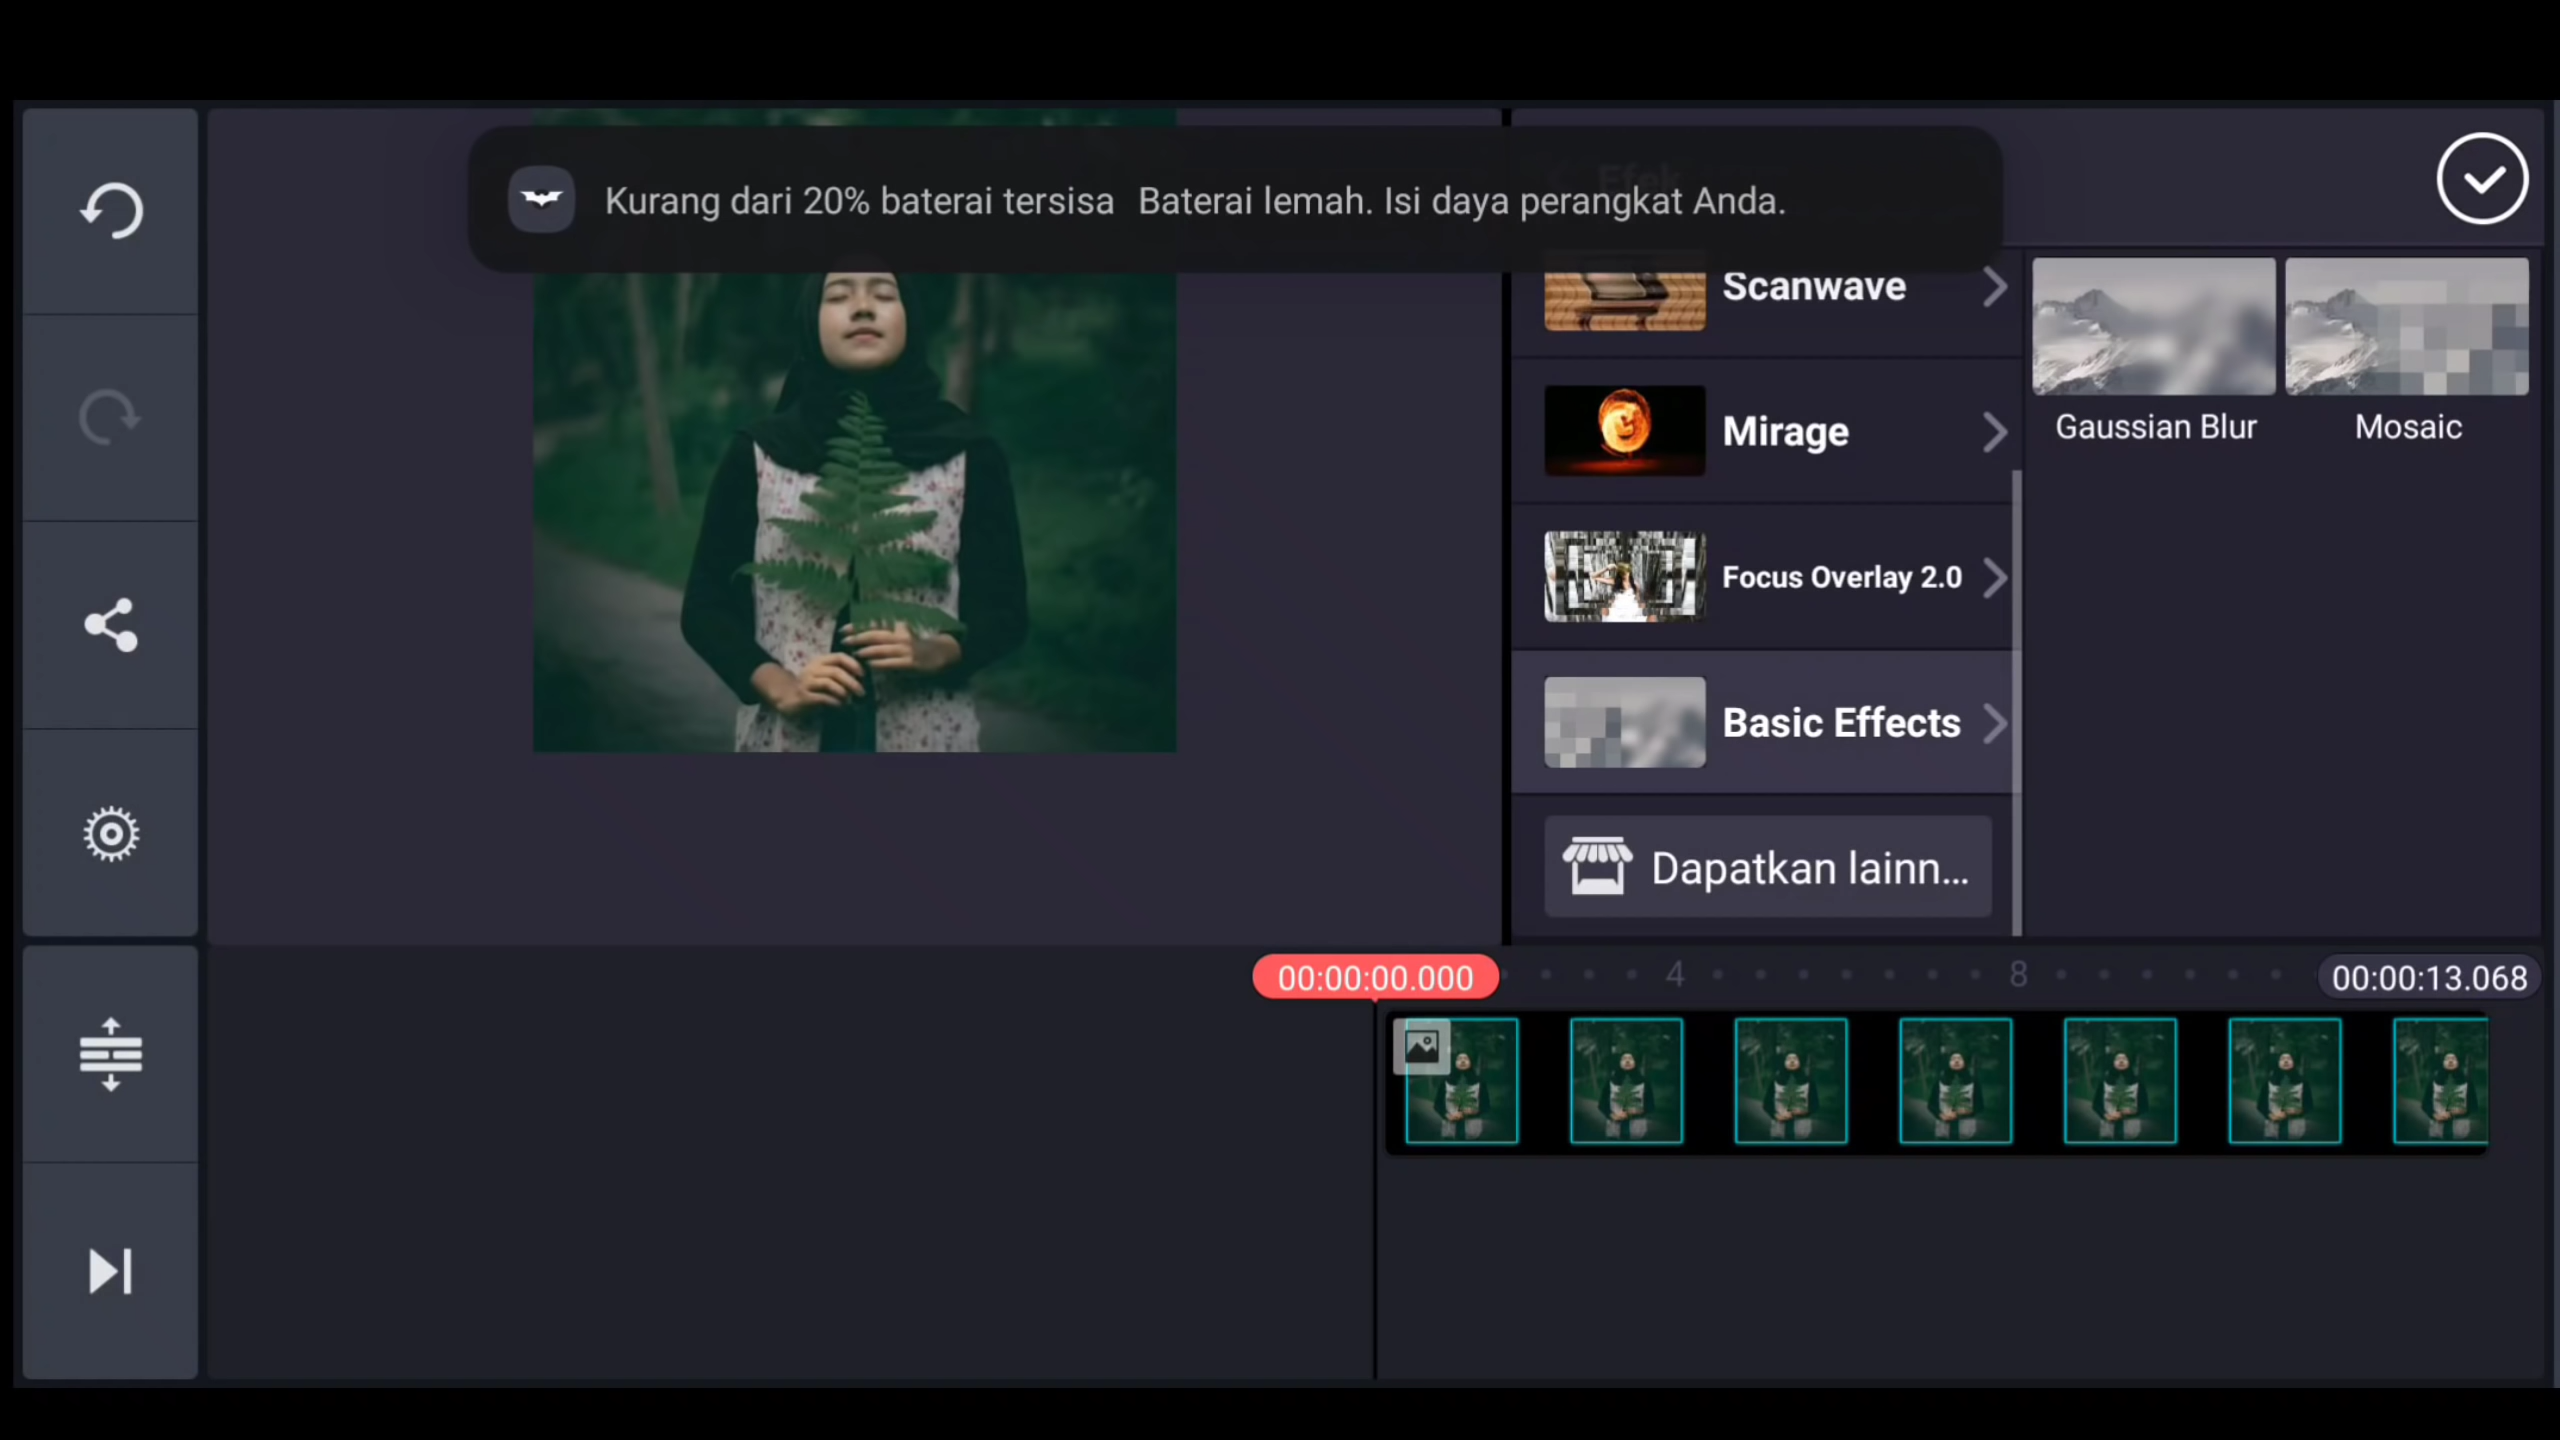 Efek
Kurang dari 20% baterai tersisa Baterai lemah. Isi daya perangkat Anda.
Scanwave
Mirage
Focus Overlay 2.0
Basic Effects
Dapatkan lainn...
Gaussian Blur
Mosaic
00:00:00.000
4
8
00:00:13.068